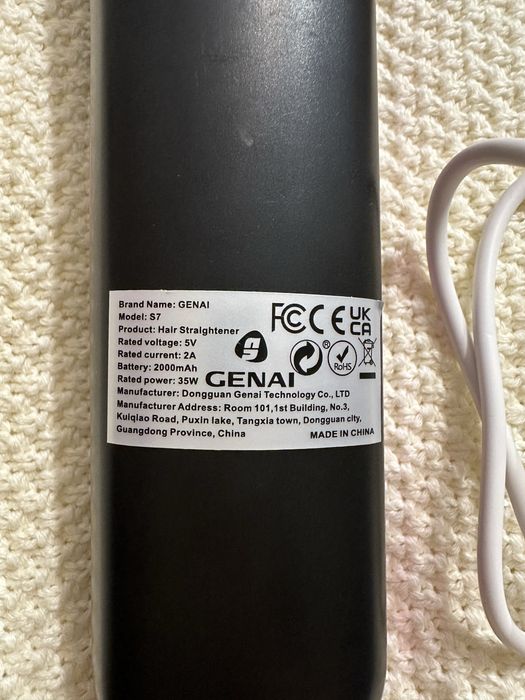 Brand Name: GENAI
Model: S7
Product: Hair Straightener
Rated voltage: 5V
Rated current: 2A
Battery: 2000mAh
Rated power: 35W
FC CE UK CA
® RoHS
GENAI
Manufacturer: Dongguan Genai Technology Co., LTD
Manufacturer Address: Room 101,1st Building, No.3,
Kuiqlao Road, Puxin lake, Tangxia town, Dongguan city,
Guangdong Province, China
MADE IN CHINA